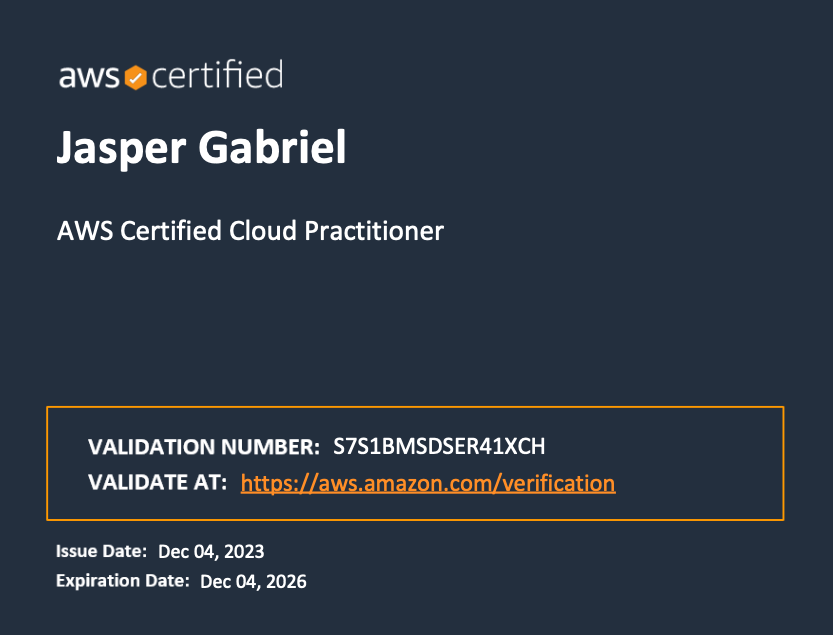 aws certified
Jasper Gabriel
AWS Certified Cloud Practitioner
VALIDATION NUMBER: S7S1BMSDSER41XCH
VALIDATE AT: https://aws.amazon.com/verification
Issue Date: Dec 04, 2023
Expiration Date: Dec 04, 2026